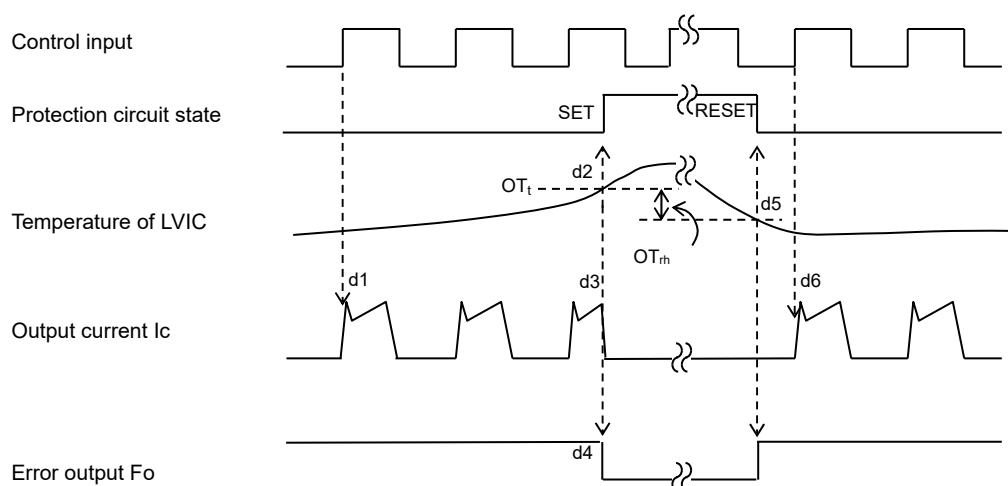 Control input
Protection circuit state
SET
RESET
d2
OTt
d5
Temperature of LVIC
OTrh
d1
d3
d6
Output current Ic
d4
Error output Fo